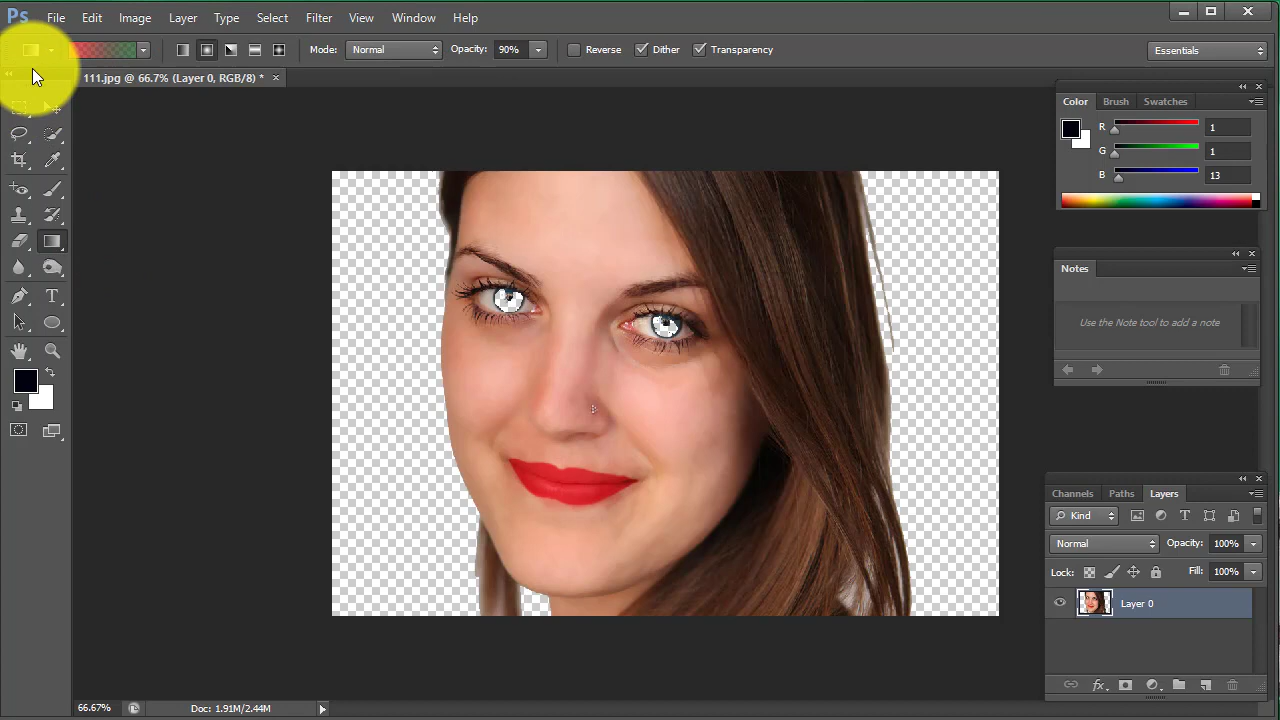 Ps File Edit Image Layer Type Select Filter View Window Help
Mode: Normal Opacity: 90% Reverse Dither Transparency Essentials
111.jpg @ 66.7% (Layer 0, RGB/8) * ×
Color Brush Swatches
R 1
G 1
B 13
Notes
Use the Note tool to add a note
Channels Paths Layers
Kind T
Normal Opacity: 100%
Lock: Fill: 100%
Layer 0
fx
T
66.67% Doc: 1.91M/2.44M